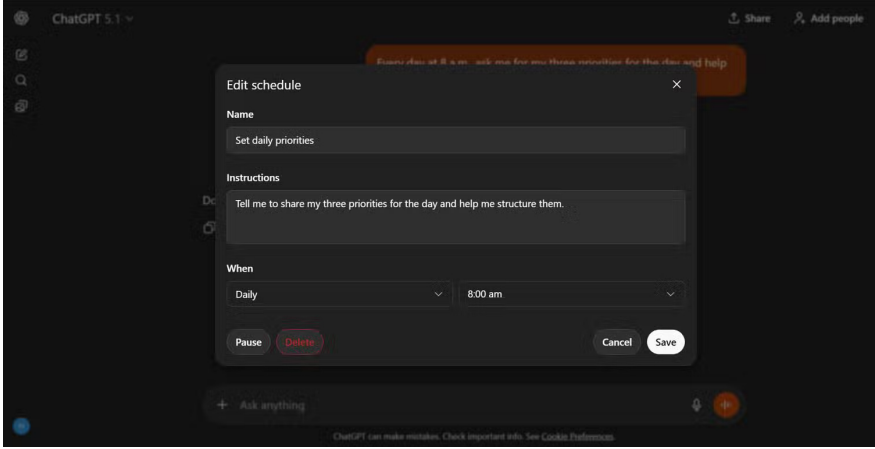 ChatGPT 5.1
Share
Add people
Every day at 8 a.m. ask me for my three priorities for the day and help
Edit schedule
Name
Set daily priorities
Instructions
Do
Tell me to share my three priorities for the day and help me structure them.
When
Daily
8:00 am
Pause
Delete
Cancel
Save
Ask anything
ChatGPT can make mistakes. Check important info. See Cookie Preferences.